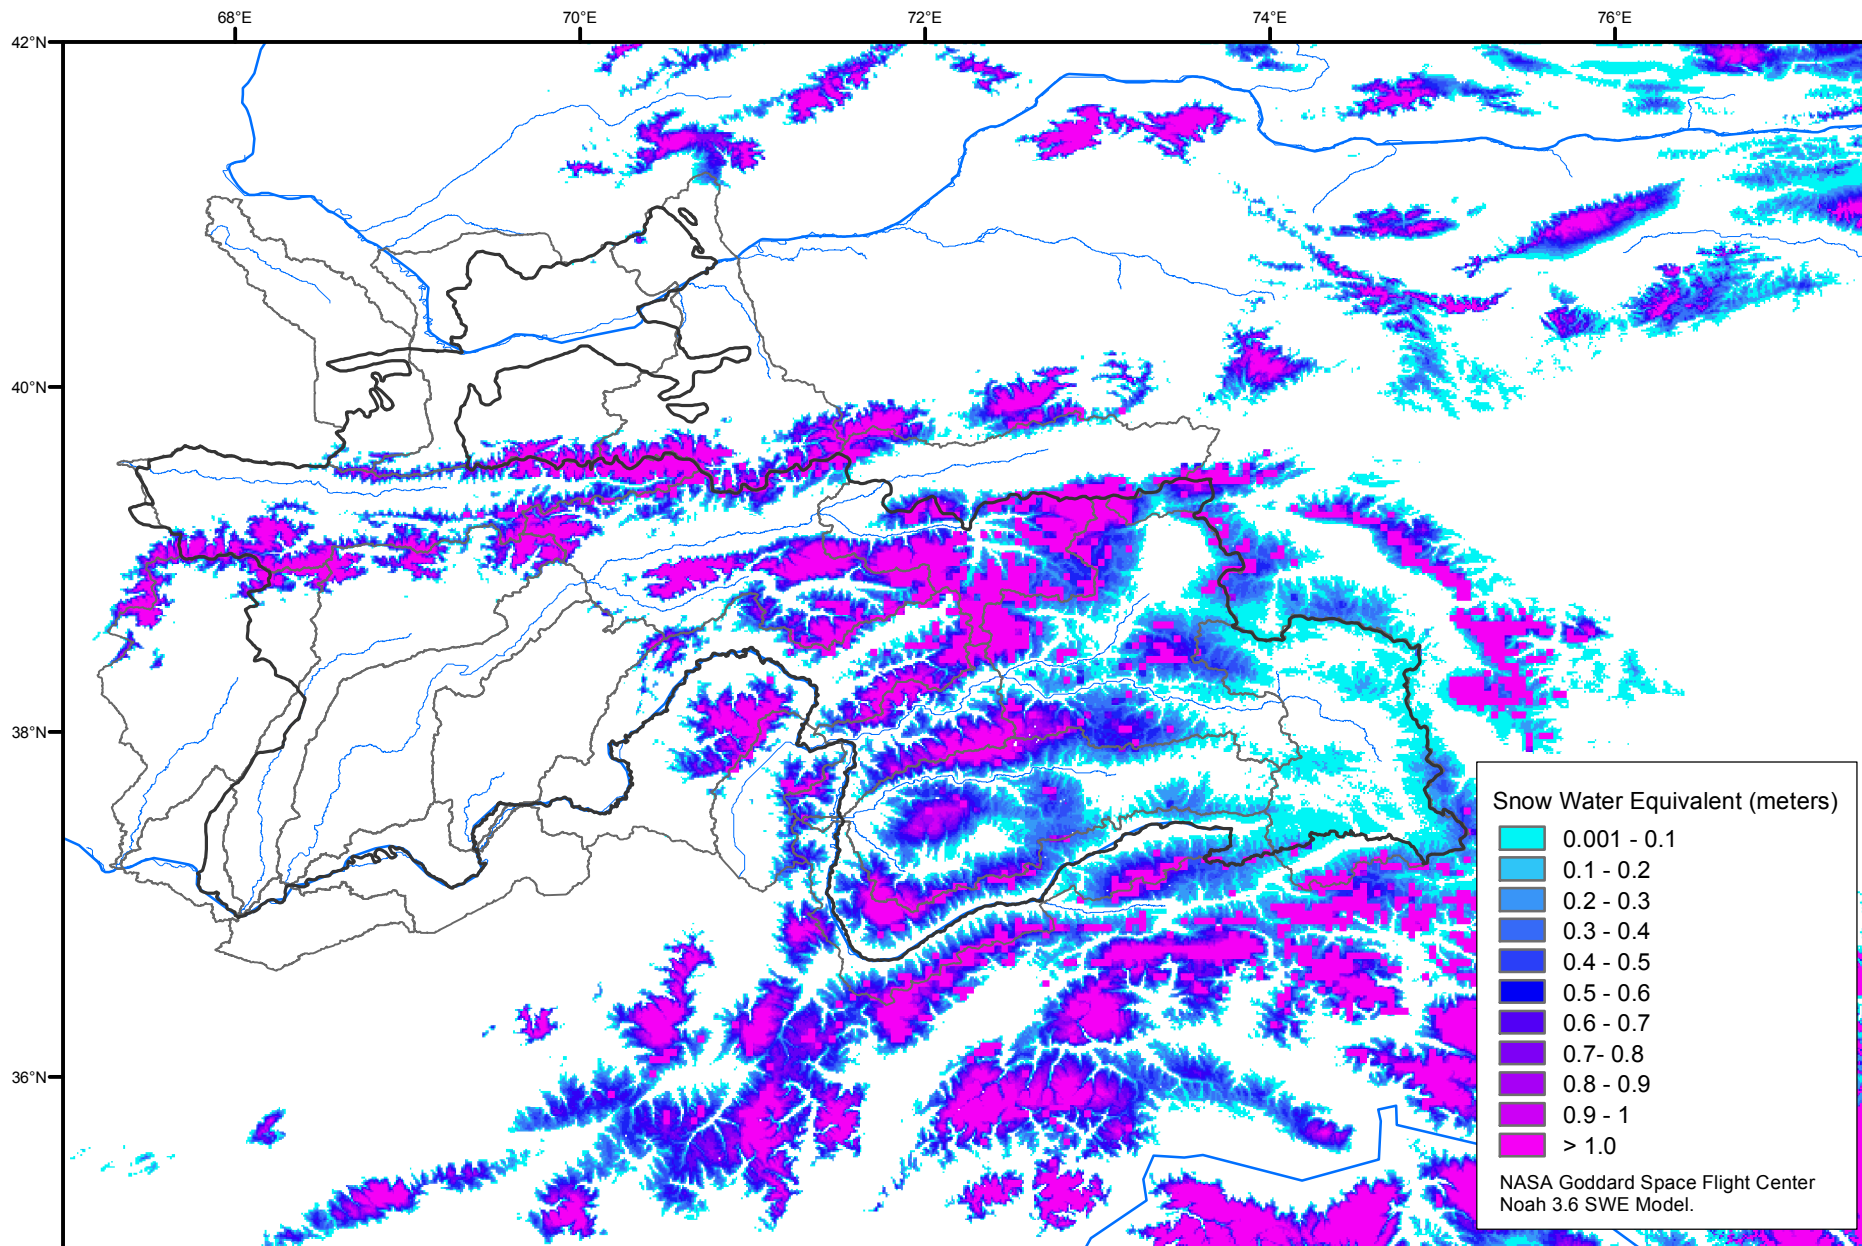 68°E
70°E
72°E
74°E
76°E
42°N
40°N
38°N
36°N
Snow Water Equivalent (meters)
0.001 - 0.1
0.1 - 0.2
0.2 - 0.3
0.3 - 0.4
0.4 - 0.5
0.5 - 0.6
0.6 - 0.7
0.7- 0.8
0.8 - 0.9
0.9 - 1
> 1.0
NASA Goddard Space Flight Center
Noah 3.6 SWE Model.